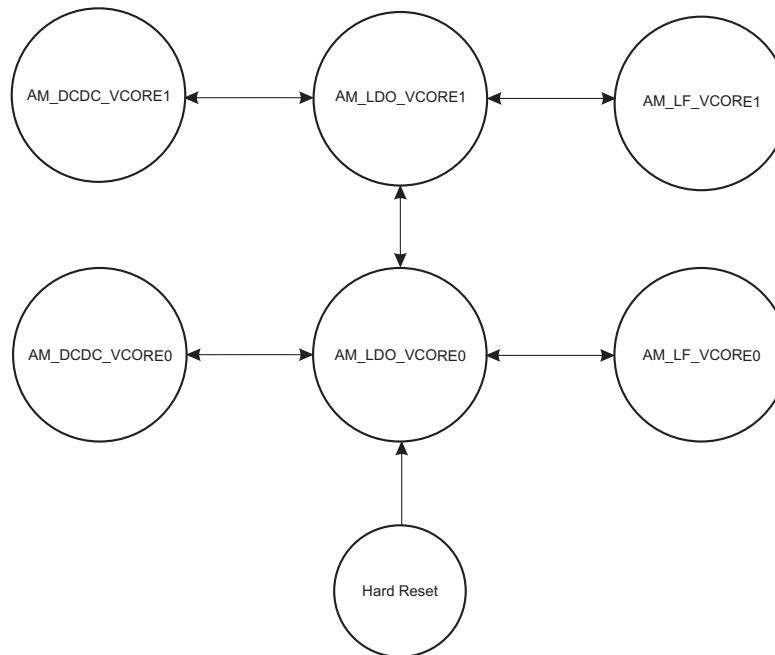 AM_DCDC_VCORE1
AM_LDO_VCORE1
AM_LF_VCORE1
AM_DCDC_VCORE0
AM_LDO_VCORE0
AM_LF_VCORE0
Hard Reset